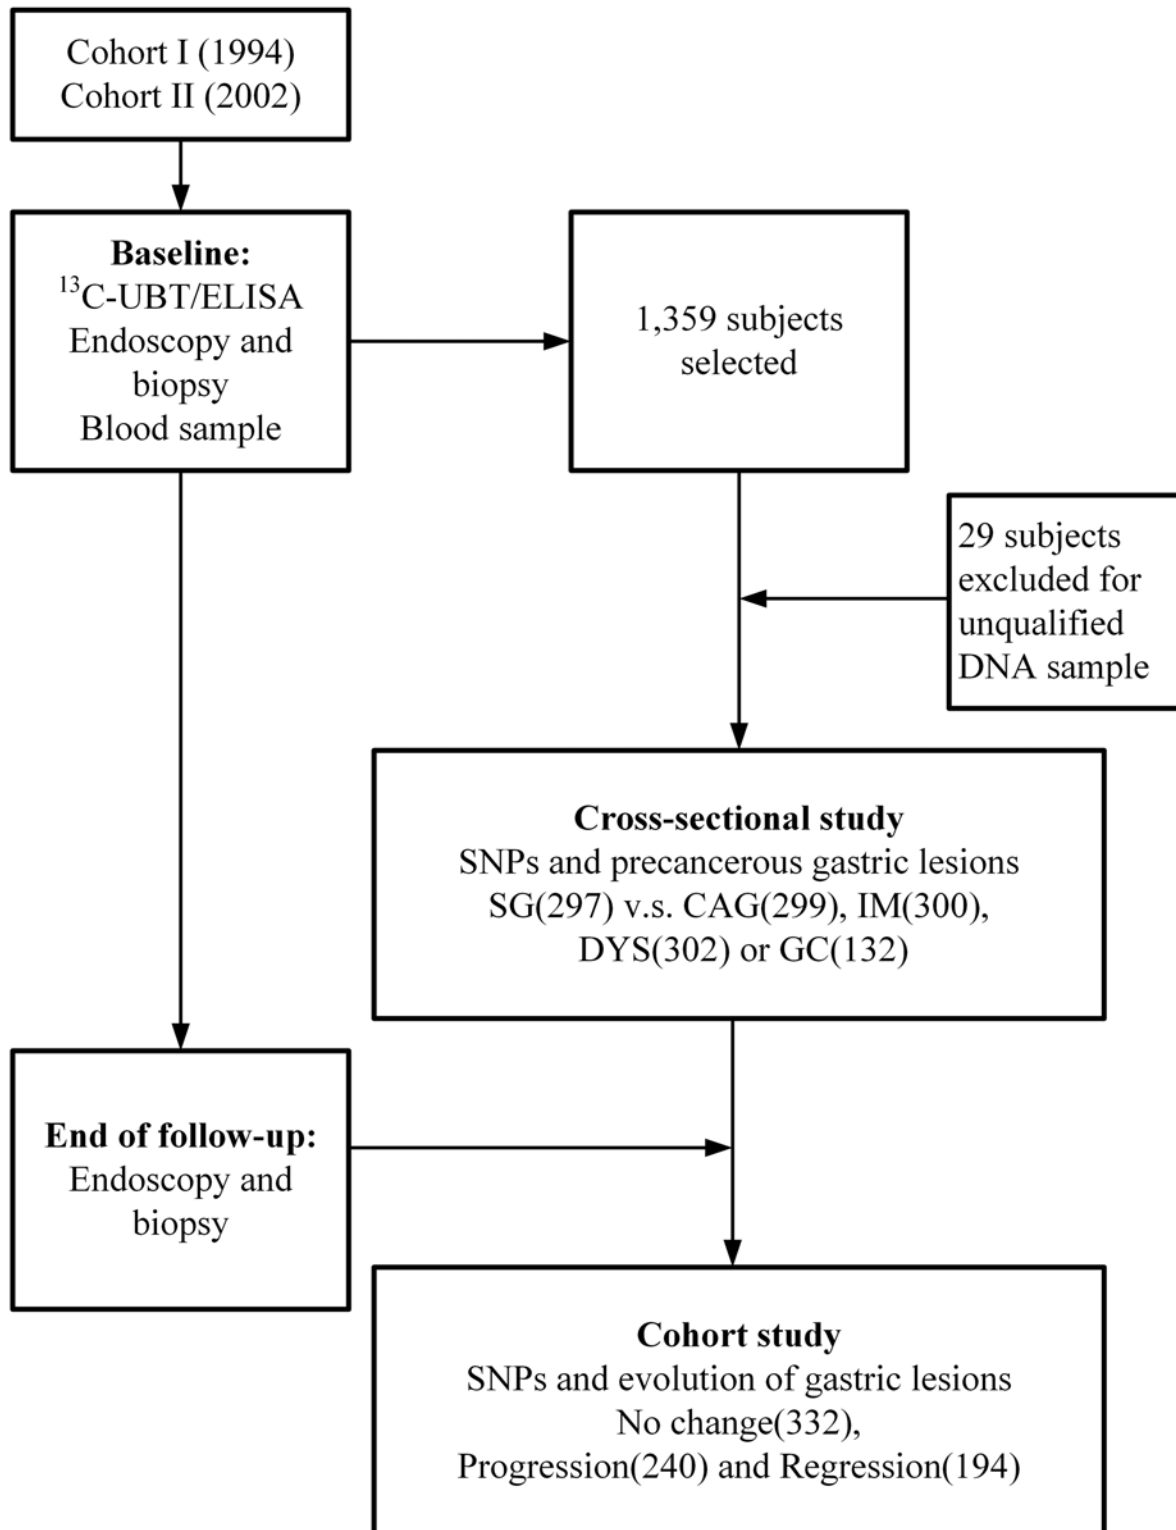 Cohort I (1994)
Cohort II (2002)
Baseline:
¹³C-UBT/ELISA
Endoscopy and
biopsy
Blood sample
1,359 subjects
selected
29 subjects
excluded for
unqualified
DNA sample
Cross-sectional study
SNPs and precancerous gastric lesions
SG(297) v.s. CAG(299), IM(300),
DYS(302) or GC(132)
End of follow-up:
Endoscopy and
biopsy
Cohort study
SNPs and evolution of gastric lesions
No change(332),
Progression(240) and Regression(194)